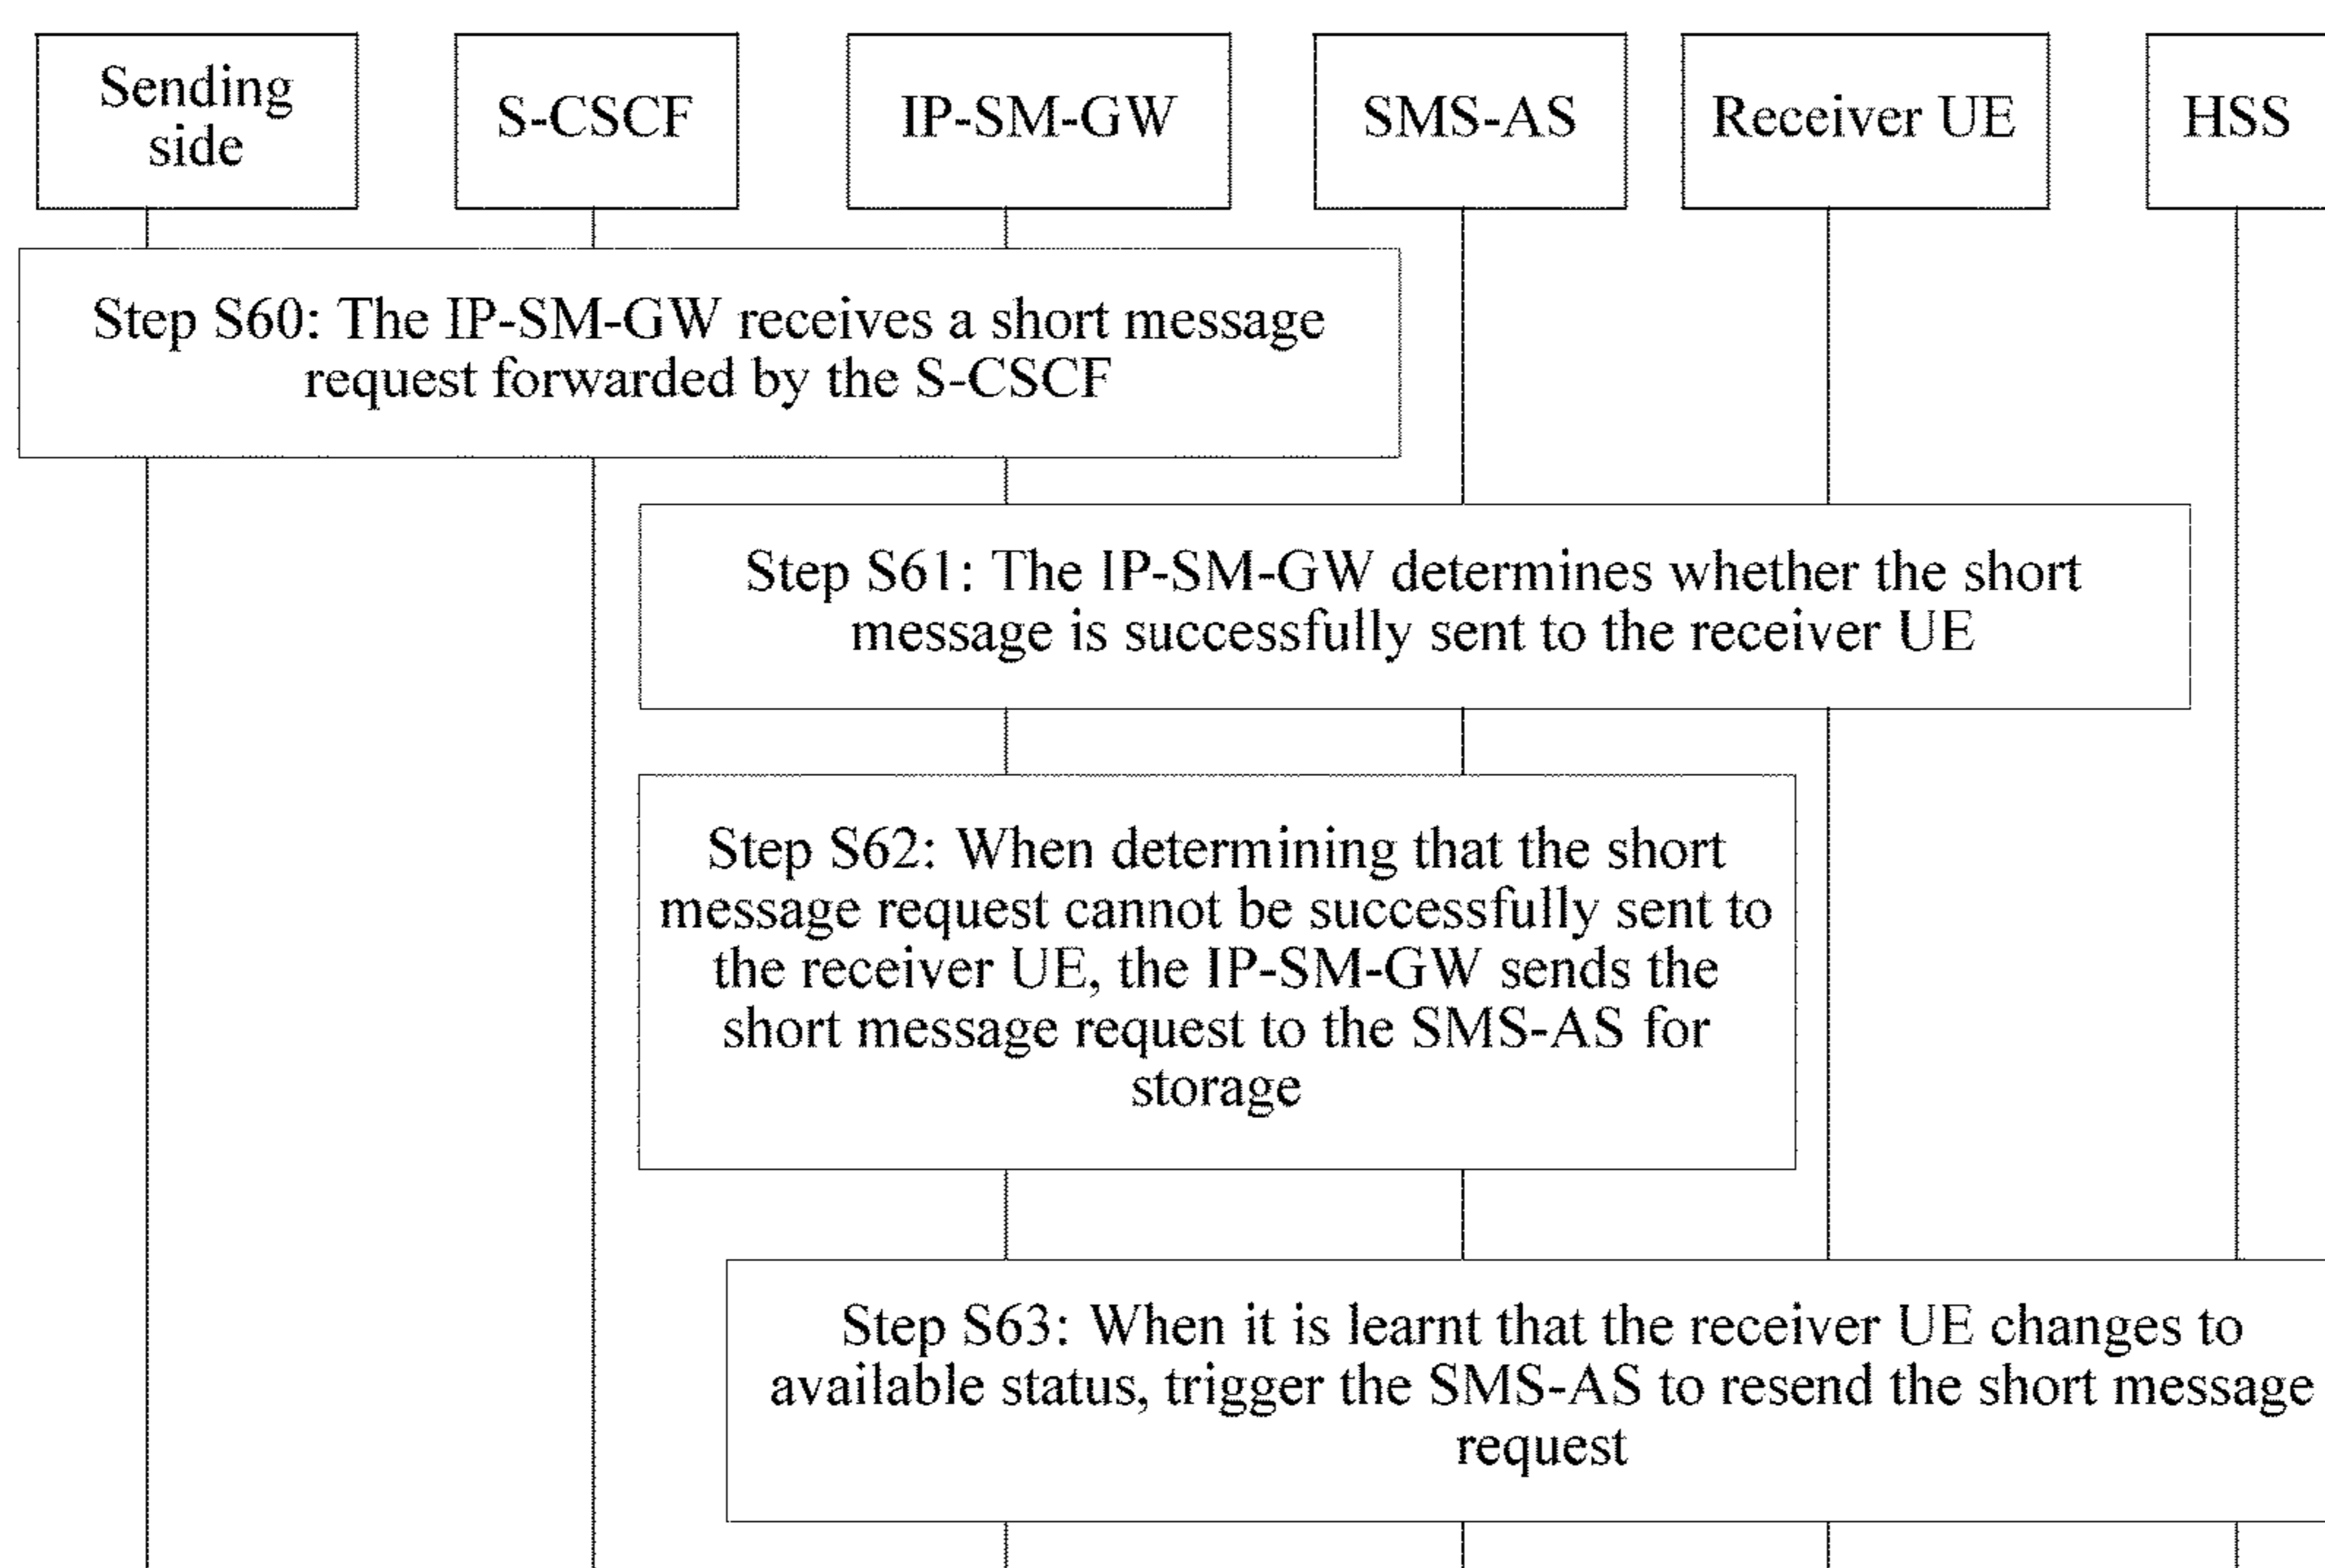 Sending
side
S-CSCF
IP-SM-GW
SMS-AS
Receiver UE
HSS
Step S60: The IP-SM-GW receives a short message
request forwarded by the S-CSCF
Step S61: The IP-SM-GW determines whether the short
message is successfully sent to the receiver UE
Step S62: When determining that the short
message request cannot be successfully sent to
the receiver UE, the IP-SM-GW sends the
short message request to the SMS-AS for
storage
Step S63: When it is learnt that the receiver UE changes to
available status, trigger the SMS-AS to resend the short message
request